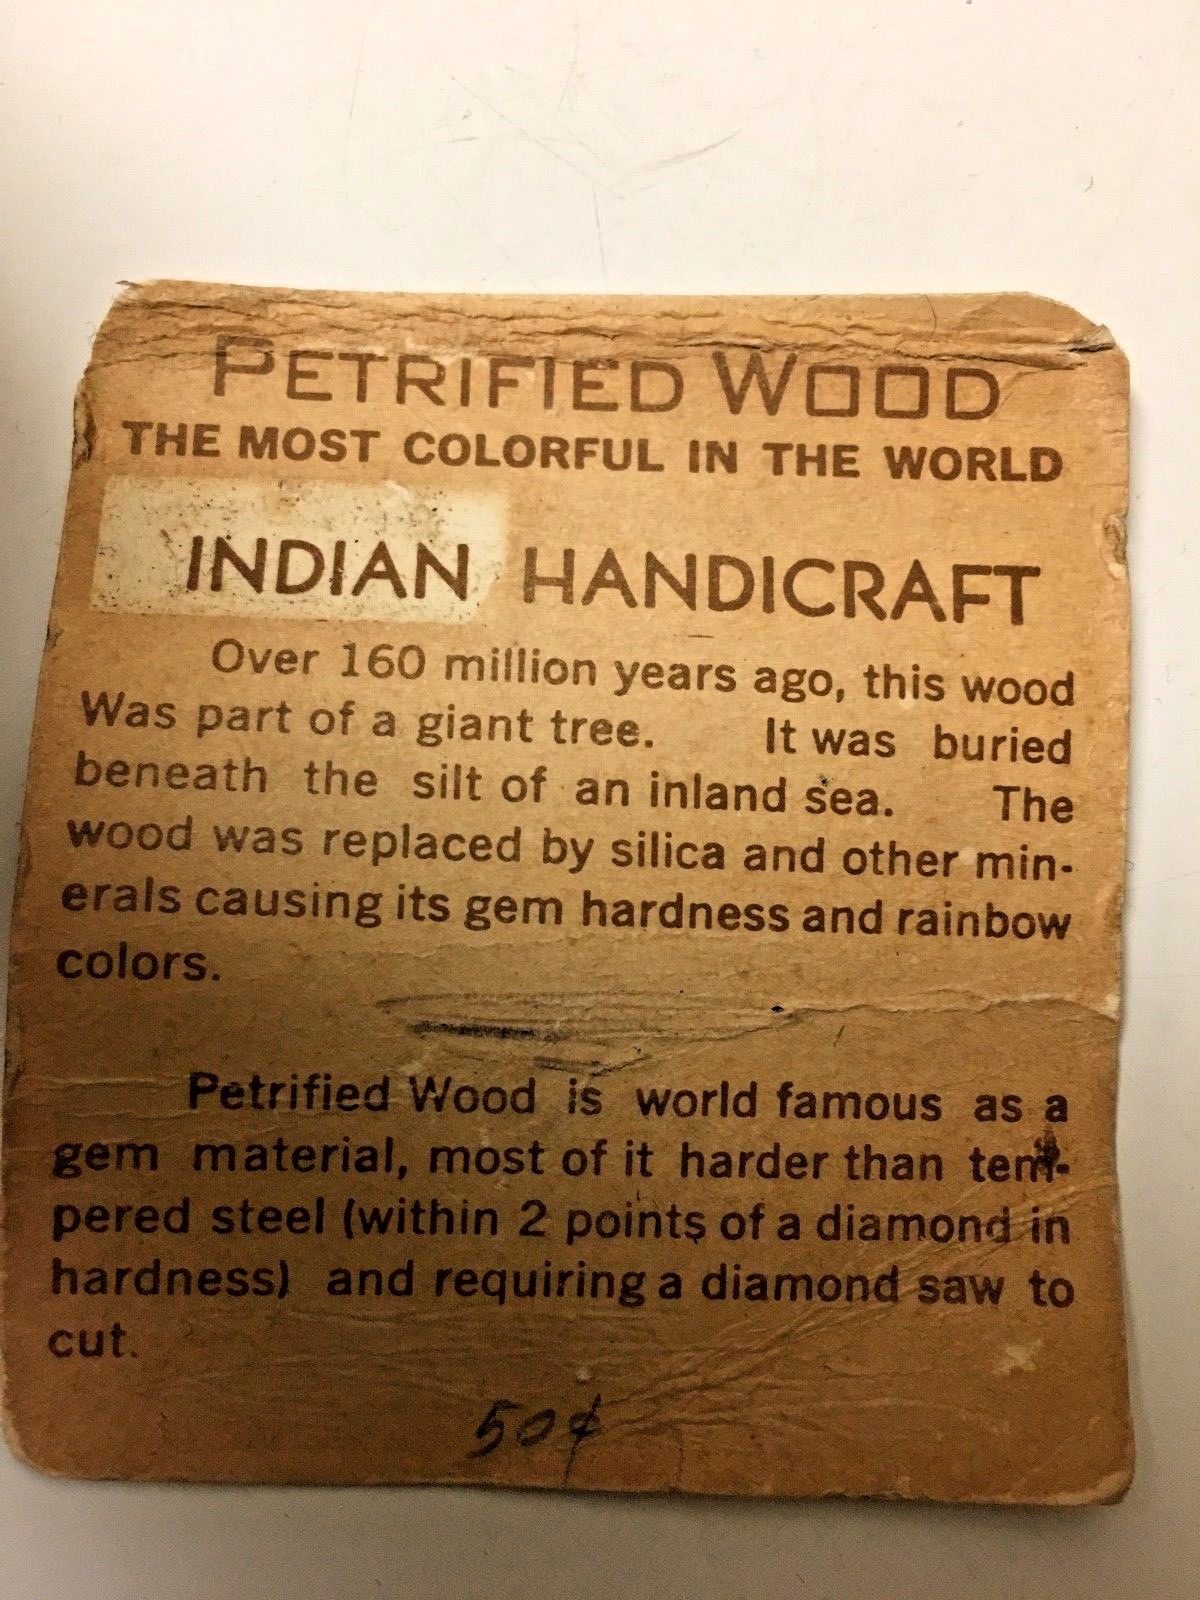 PETRIFIED WOOD
THE MOST COLORFUL IN THE WORLD
INDIAN HANDICRAFT
Over 160 million years ago, this wood
Was part of a giant tree. It was buried
beneath the silt of an inland sea. The
wood was replaced by silica and other min-
erals causing its gem hardness and rainbow
colors.
Petrified Wood is world famous as a
gem material, most of it harder than tem-
pered steel (within 2 points of a diamond in
hardness) and requiring a diamond saw to
cut.
50¢